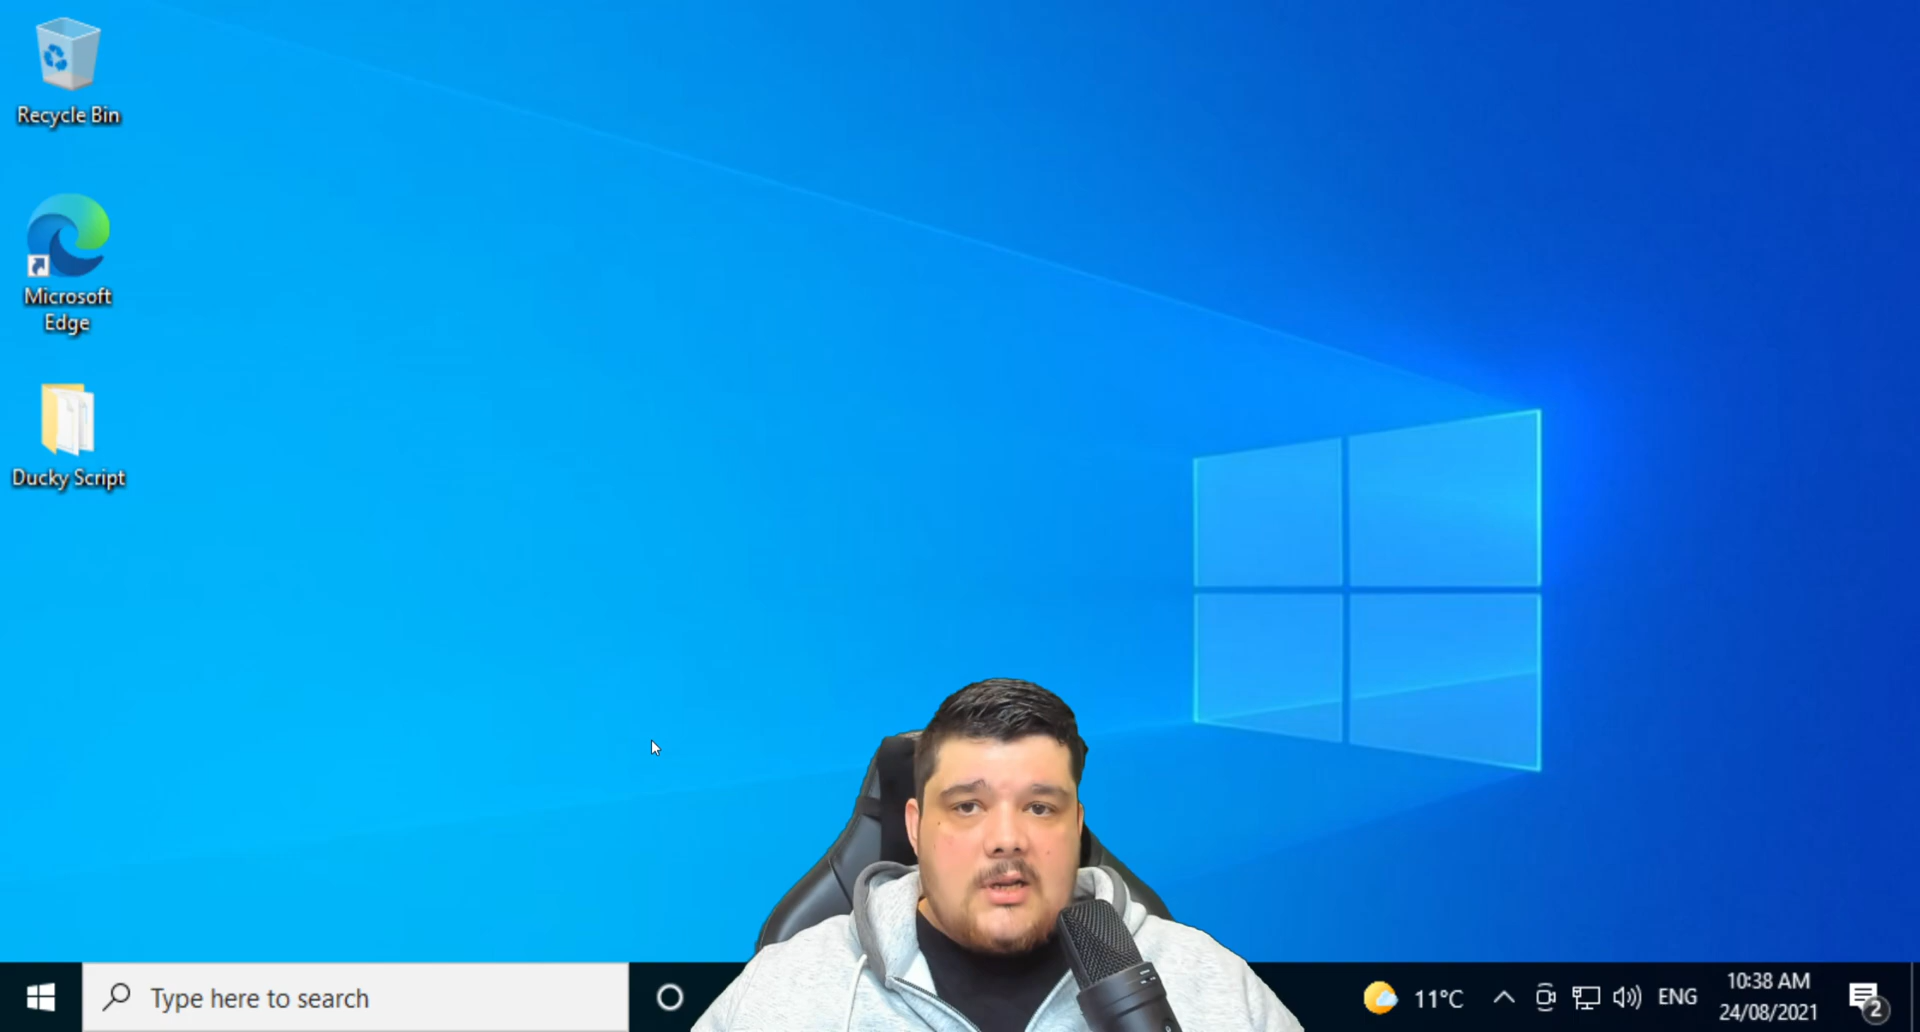 Recycle Bin
Microsoft
Edge
Ducky Script
Type here to search
11°C
ENG
10:38 AM
24/08/2021
2